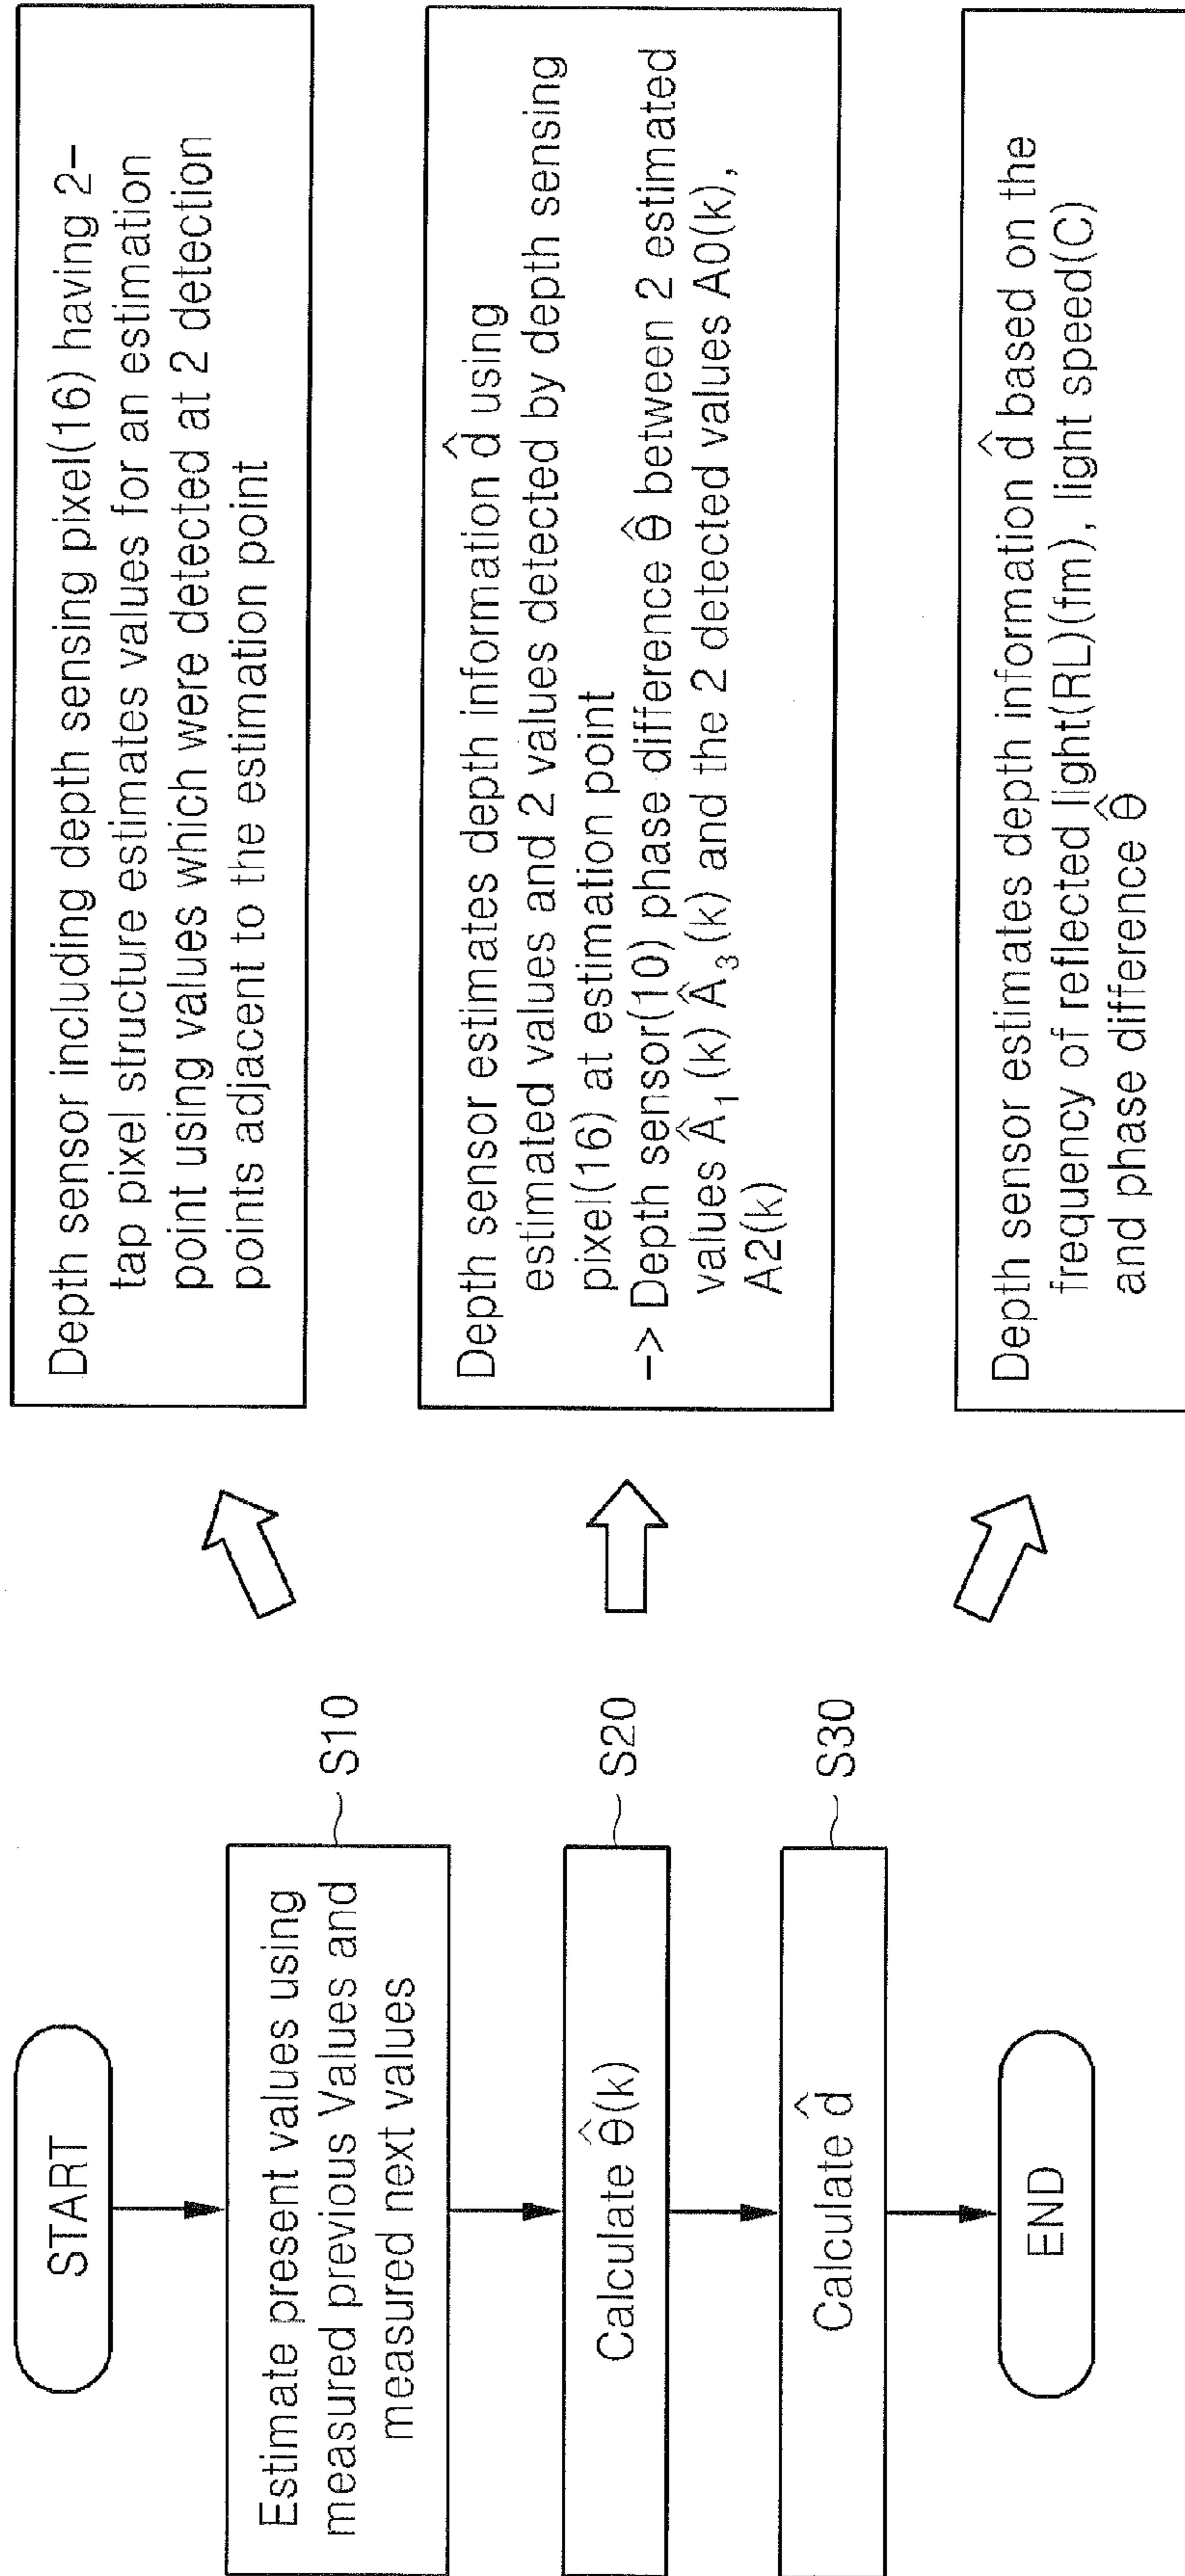 START
Estimate present values using
measured previous Values and
measured next values
S10
Calculate θ̂(k)
S20
Calculate d̂
S30
END
Depth sensor including depth sensing pixel(16) having 2-
tap pixel structure estimates values for an estimation
point using values which were detected at 2 detection
points adjacent to the estimation point
Depth sensor estimates depth information d̂ using
estimated values and 2 values detected by depth sensing
pixel(16) at estimation point
-> Depth sensor(10) phase difference θ̂ between 2 estimated
values Â₁(k) Â₃(k) and the 2 detected values A0(k),
A2(k)
Depth sensor estimates depth information d̂ based on the
frequency of reflected light(RL)(fm), light speed(C)
and phase difference θ̂